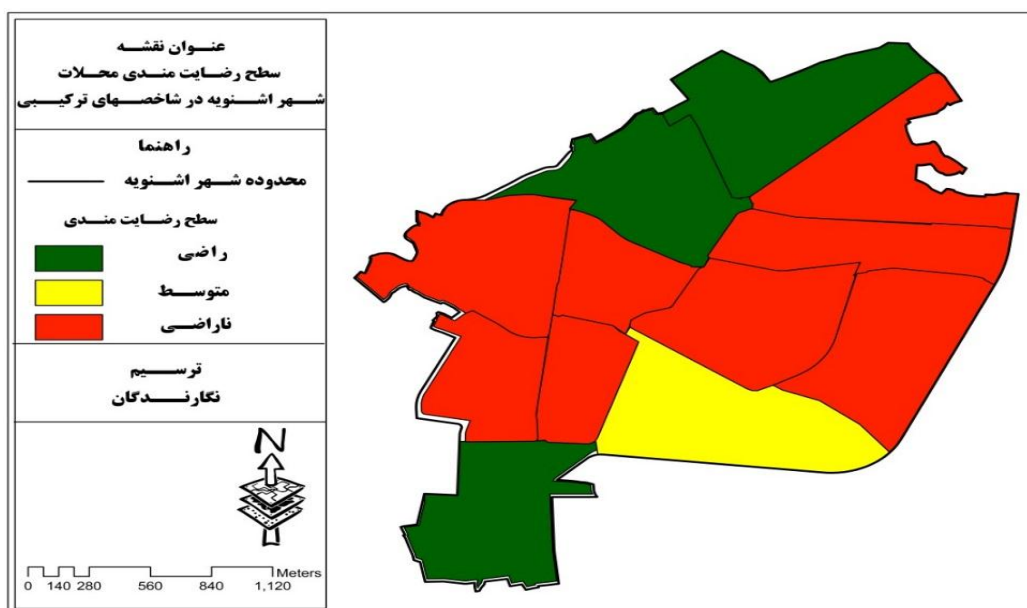 عنوان نقشه
سطح رضایت مندی محلات
شهر اشنویه در شاخصهای ترکیبی
راهنما
محدوده شهر اشنویه
سطح رضایت مندی
راضی
متوسط
ناراضی
ترسیم
نگارندگان
N
Meters
0 140 280 560 840 1,120